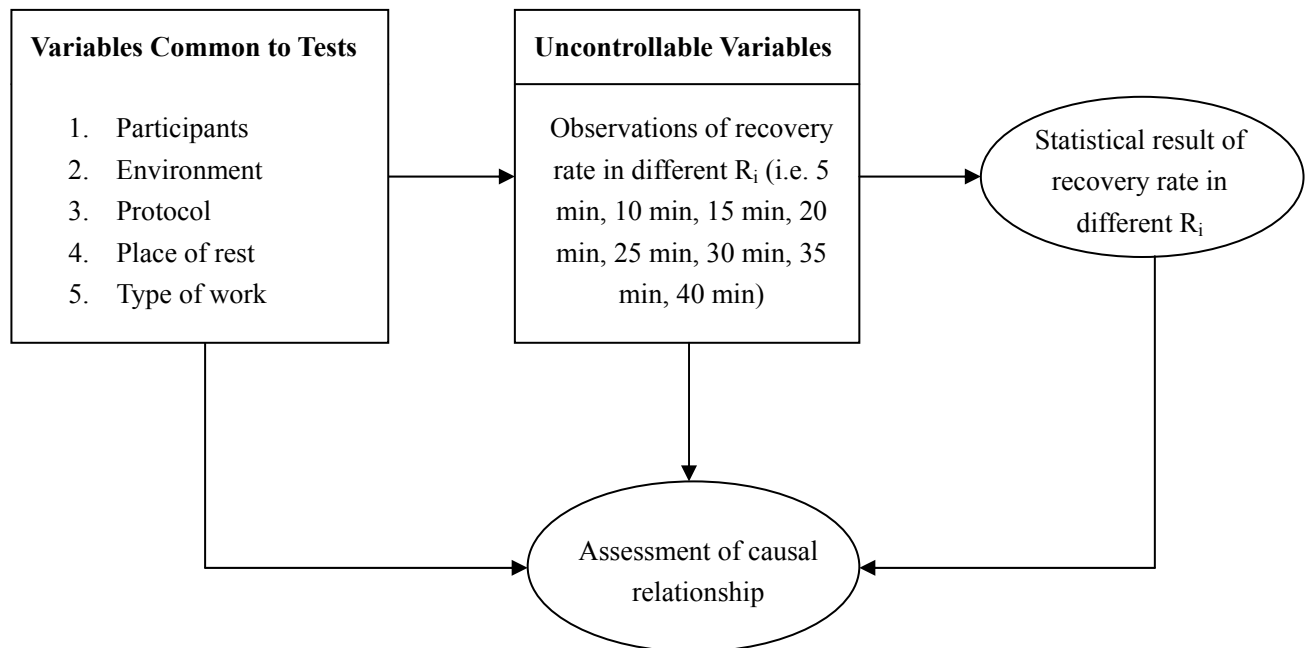 Variables Common to Tests
1. Participants
2. Environment
3. Protocol
4. Place of rest
5. Type of work
Uncontrollable Variables
Observations of recovery
rate in different Ri (i.e. 5
min, 10 min, 15 min, 20
min, 25 min, 30 min, 35
min, 40 min)
Statistical result of
recovery rate in
different Ri
Assessment of causal
relationship